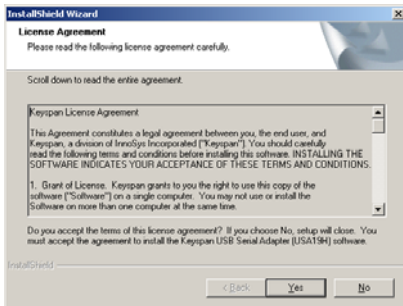 InstallShield Wizard
License Agreement
Please read the following license agreement carefully.
Scroll down to read the entire agreement.
Keyspan License Agreement
This Agreement constitutes a legal agreement between you, the end user, and
Keyspan, a division of InnoSys Incorporated ("Keyspan"). You should carefully
read the following terms and conditions before installing this software. INSTALLING THE
SOFTWARE INDICATES YOUR ACCEPTANCE OF THESE TERMS AND CONDITIONS.
1. Grant of License. Keyspan grants to you the right to use this copy of the
software ("Software") on a single computer. You may not use or install the
Software on more than one computer at the same time.
Do you accept the terms of this license agreement? If you choose No, setup will close. You
must accept the agreement to install the Keyspan USB Serial Adapter (USA19H) software.
InstallShield
< Back
Yes
No